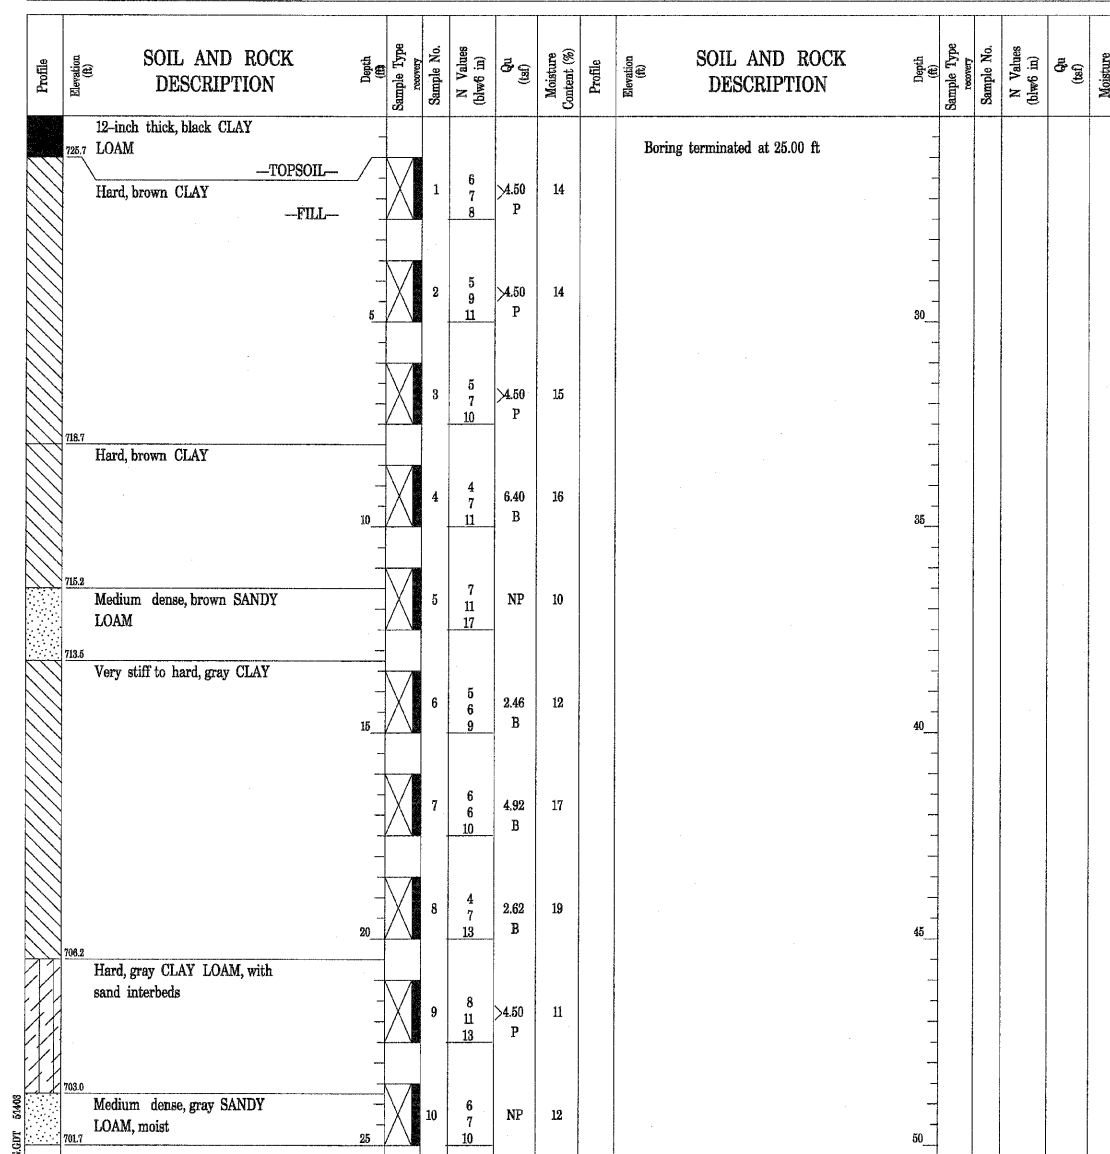 Profile
Elevation
(ft)
SOIL AND ROCK
DESCRIPTION
Depth
(ft)
Sample Type
recovery
Sample No.
N Values
(blw6 in)
Qu
(tsf)
Moisture
Content (%)
Profile
Elevation
(ft)
SOIL AND ROCK
DESCRIPTION
Depth
(ft)
Sample Type
recovery
Sample No.
N Values
(blw6 in)
Qu
(tsf)
Moisture
12-inch thick, black CLAY
725.7 LOAM
—TOPSOIL—
Hard, brown CLAY
—FILL—
1 6 7 8 >4.50 P 14
2 5 9 11 >4.50 P 14
5
3 5 7 10 >4.50 P 15
718.7
Hard, brown CLAY
4 4 7 11 6.40 B 16
10
715.2
Medium dense, brown SANDY
LOAM
5 7 11 17 NP 10
713.5
Very stiff to hard, gray CLAY
6 5 6 9 2.46 B 12
15
7 6 6 10 4.92 B 17
8 4 7 13 2.62 B 19
20
706.2
Hard, gray CLAY LOAM, with
sand interbeds
9 8 11 13 >4.50 P 11
703.0
Medium dense, gray SANDY
LOAM, moist
10 6 7 10 NP 12
701.7
25
Boring terminated at 25.00 ft
30
35
40
45
50
.GDT